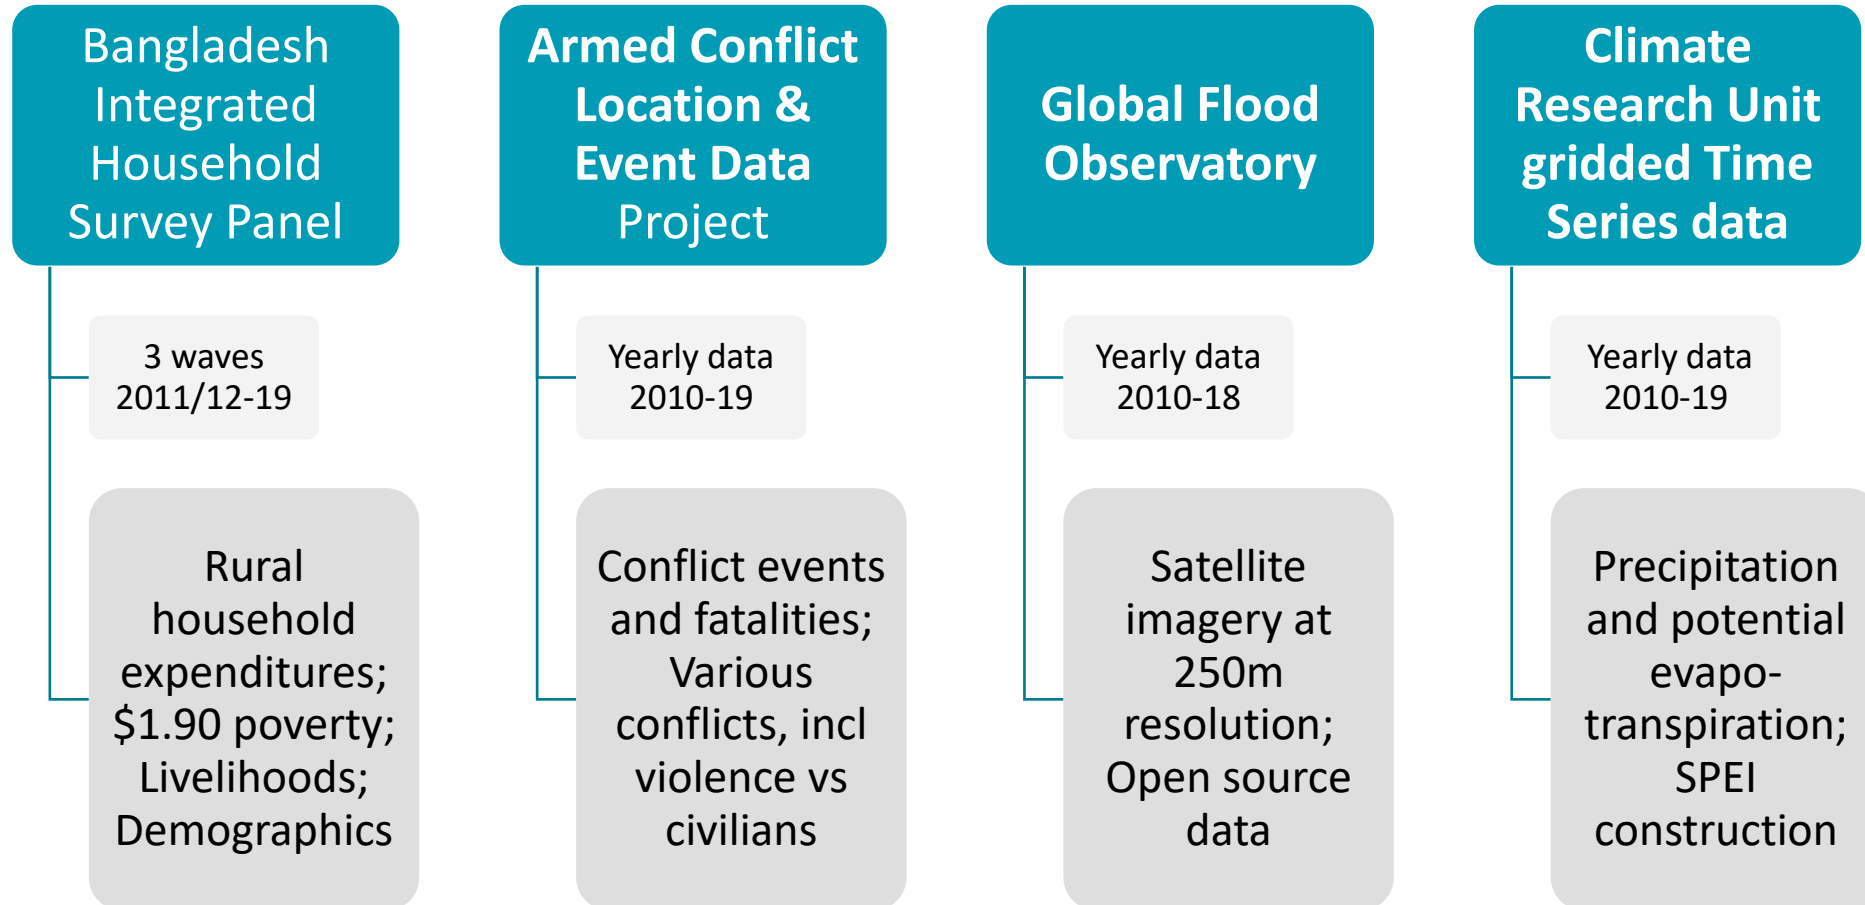 Bangladesh
Integrated
Household
Survey Panel
3 waves
2011/12-19
Rural
household
expenditures;
$1.90 poverty;
Livelihoods;
Demographics
Armed Conflict
Location &
Event Data
Project
Yearly data
2010-19
Conflict events
and fatalities;
Various
conflicts, incl
violence vs
civilians
Global Flood
Observatory
Yearly data
2010-18
Satellite
imagery at
250m
resolution;
Open source
data
Climate
Research Unit
gridded Time
Series data
Yearly data
2010-19
Precipitation
and potential
evapo-
transpiration;
SPEI
construction